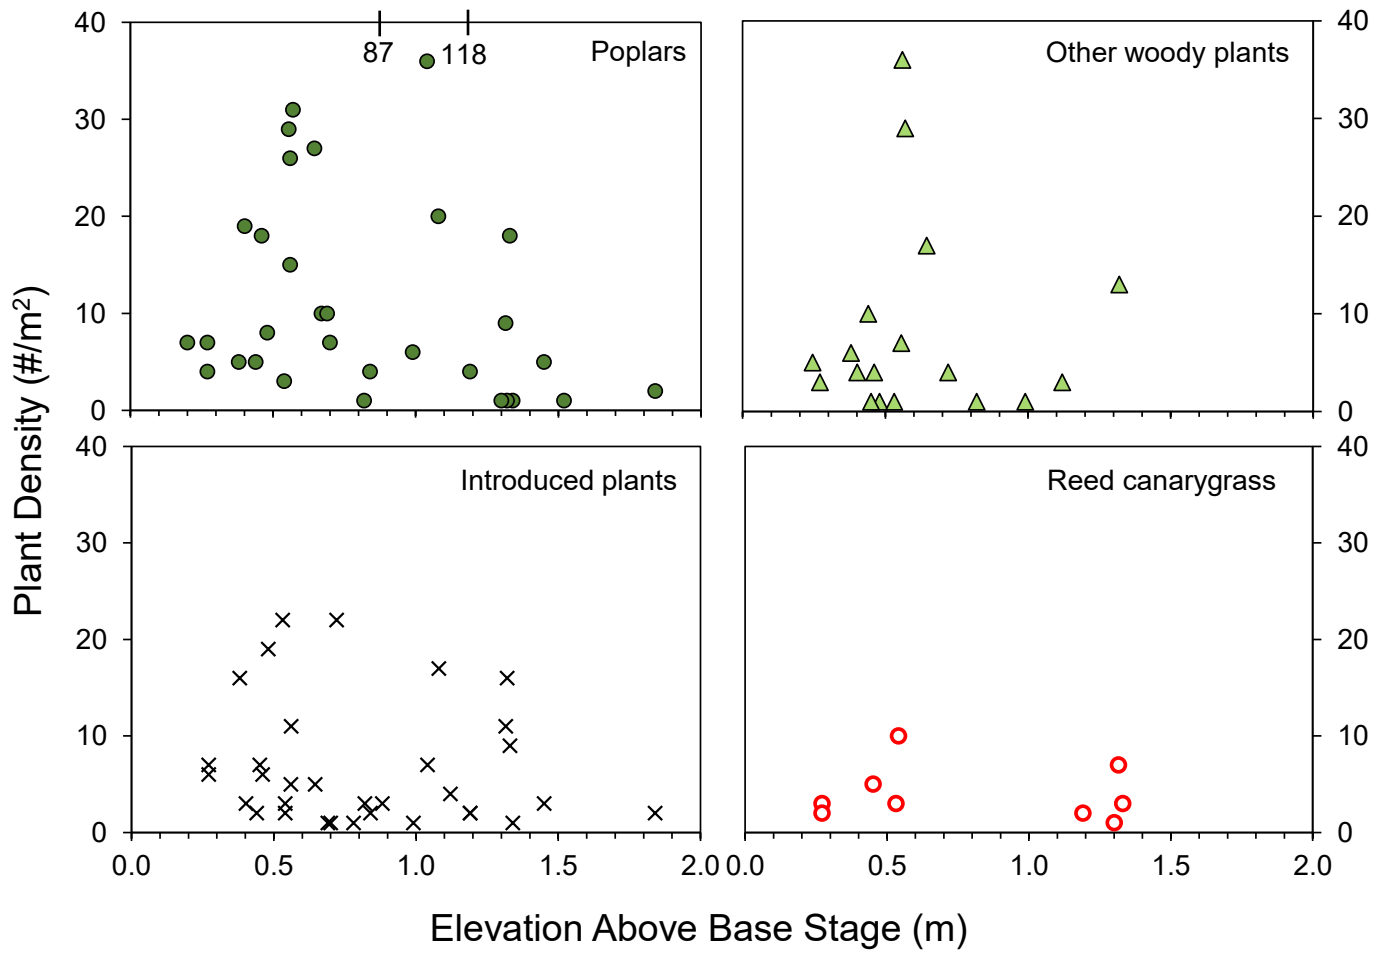 40
30
20
10
0
87
118
Poplars
Other woody plants
40
30
20
10
0
Plant Density (#/m²)
40
30
20
10
0
Introduced plants
Reed canarygrass
40
30
20
10
0
0.0 0.5 1.0 1.5 2.0
0.0 0.5 1.0 1.5 2.0
Elevation Above Base Stage (m)